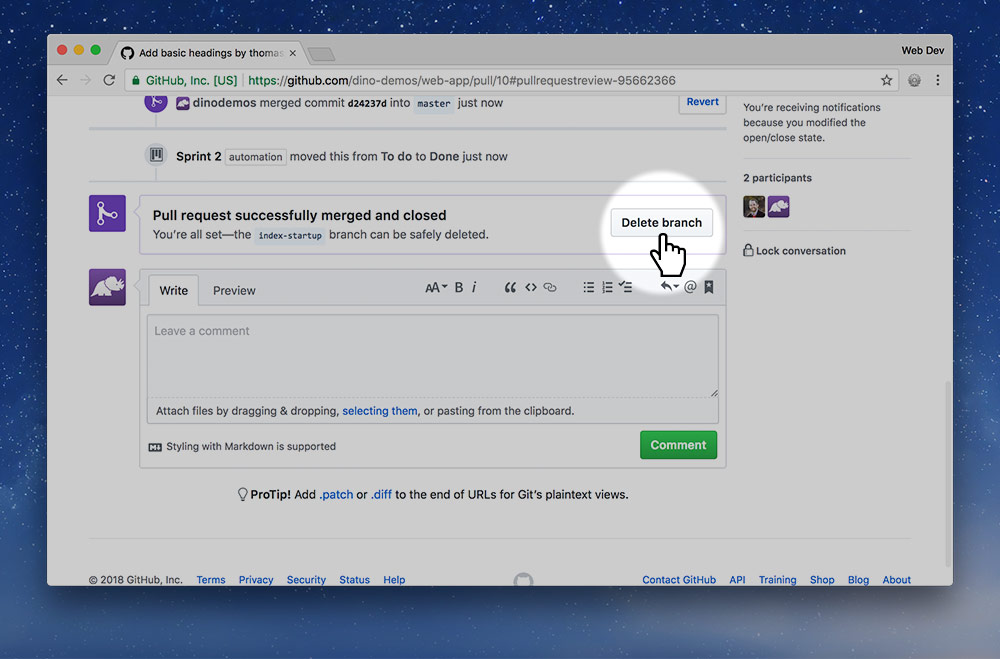 Add basic headings by thomas
Web Dev
GitHub, Inc. [US] | https://github.com/dino-demos/web-app/pull/10#pullrequestreview-95662366
dinodemos merged commit d24237d into master just now
Revert
You're receiving notifications
because you modified the
open/close state.
Sprint 2 automation moved this from To do to Done just now
2 participants
Pull request successfully merged and closed
You're all set—the index-startup branch can be safely deleted.
Delete branch
Lock conversation
Write
Preview
AA B i
Leave a comment
Attach files by dragging & dropping, selecting them, or pasting from the clipboard.
Styling with Markdown is supported
Comment
ProTip! Add .patch or .diff to the end of URLs for Git's plaintext views.
© 2018 GitHub, Inc. Terms Privacy Security Status Help
Contact GitHub API Training Shop Blog About